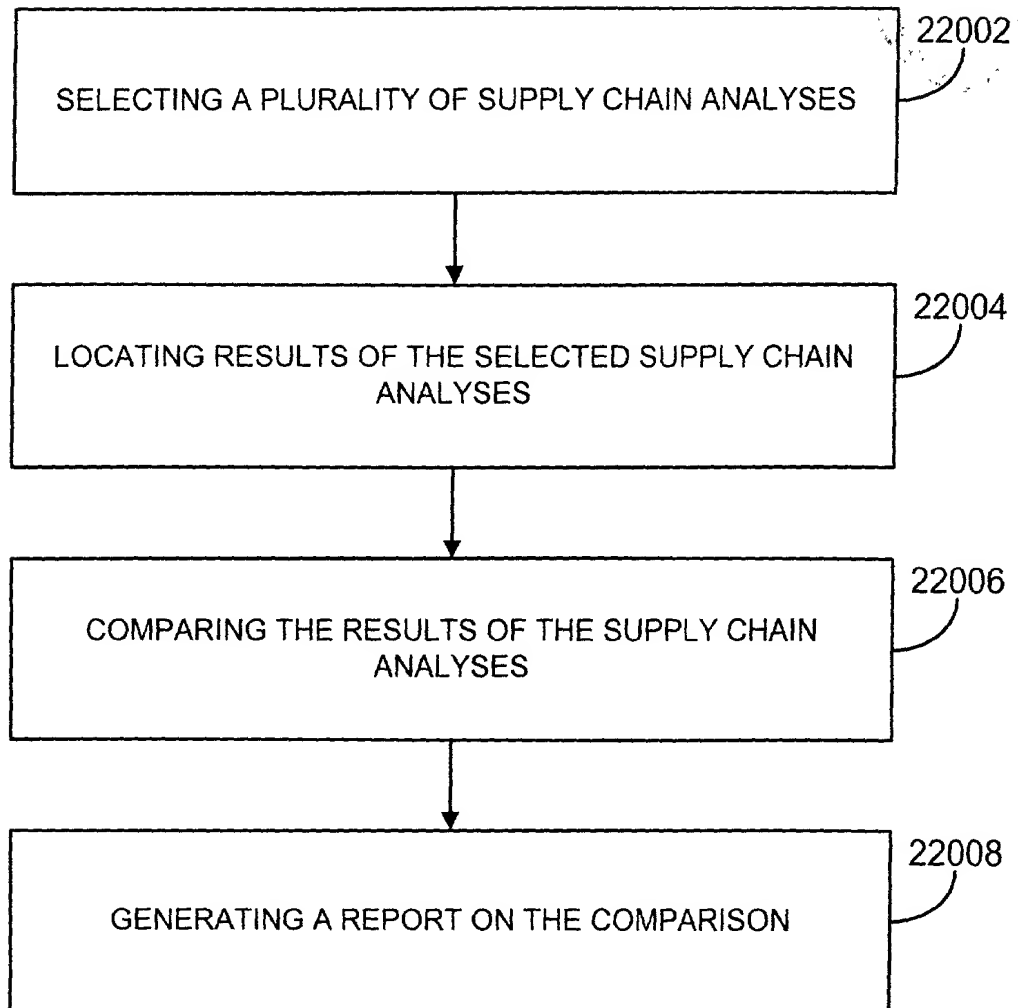 22002
SELECTING A PLURALITY OF SUPPLY CHAIN ANALYSES
22004
LOCATING RESULTS OF THE SELECTED SUPPLY CHAIN
ANALYSES
22006
COMPARING THE RESULTS OF THE SUPPLY CHAIN
ANALYSES
22008
GENERATING A REPORT ON THE COMPARISON